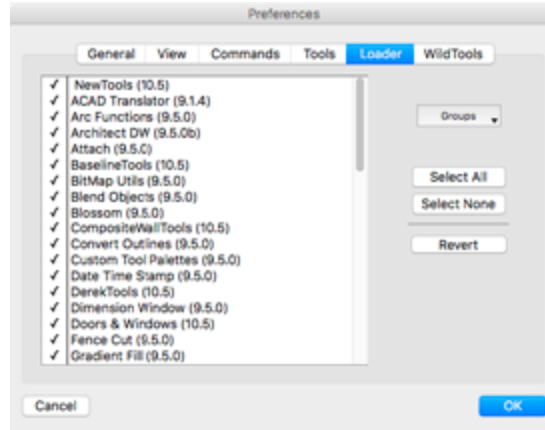 Preferences
General View Commands Tools Loader WildTools
✓ NewTools (10.5)
✓ ACAD Translator (9.1.4)
✓ Arc Functions (9.5.0)
✓ Architect DW (9.5.0b)
✓ Attach (9.5.0)
✓ BaselineTools (10.5)
✓ BitMap Utils (9.5.0)
✓ Blend Objects (9.5.0)
✓ Blossom (9.5.0)
✓ CompositeWallTools (10.5)
✓ Convert Outlines (9.5.0)
✓ Custom Tool Palettes (9.5.0)
✓ Date Time Stamp (9.5.0)
✓ DerekTools (10.5)
✓ Dimension Window (9.5.0)
✓ Doors & Windows (10.5)
✓ Fence Cut (9.5.0)
✓ Gradient Fill (9.5.0)
Groups
Select All
Select None
Revert
Cancel
OK